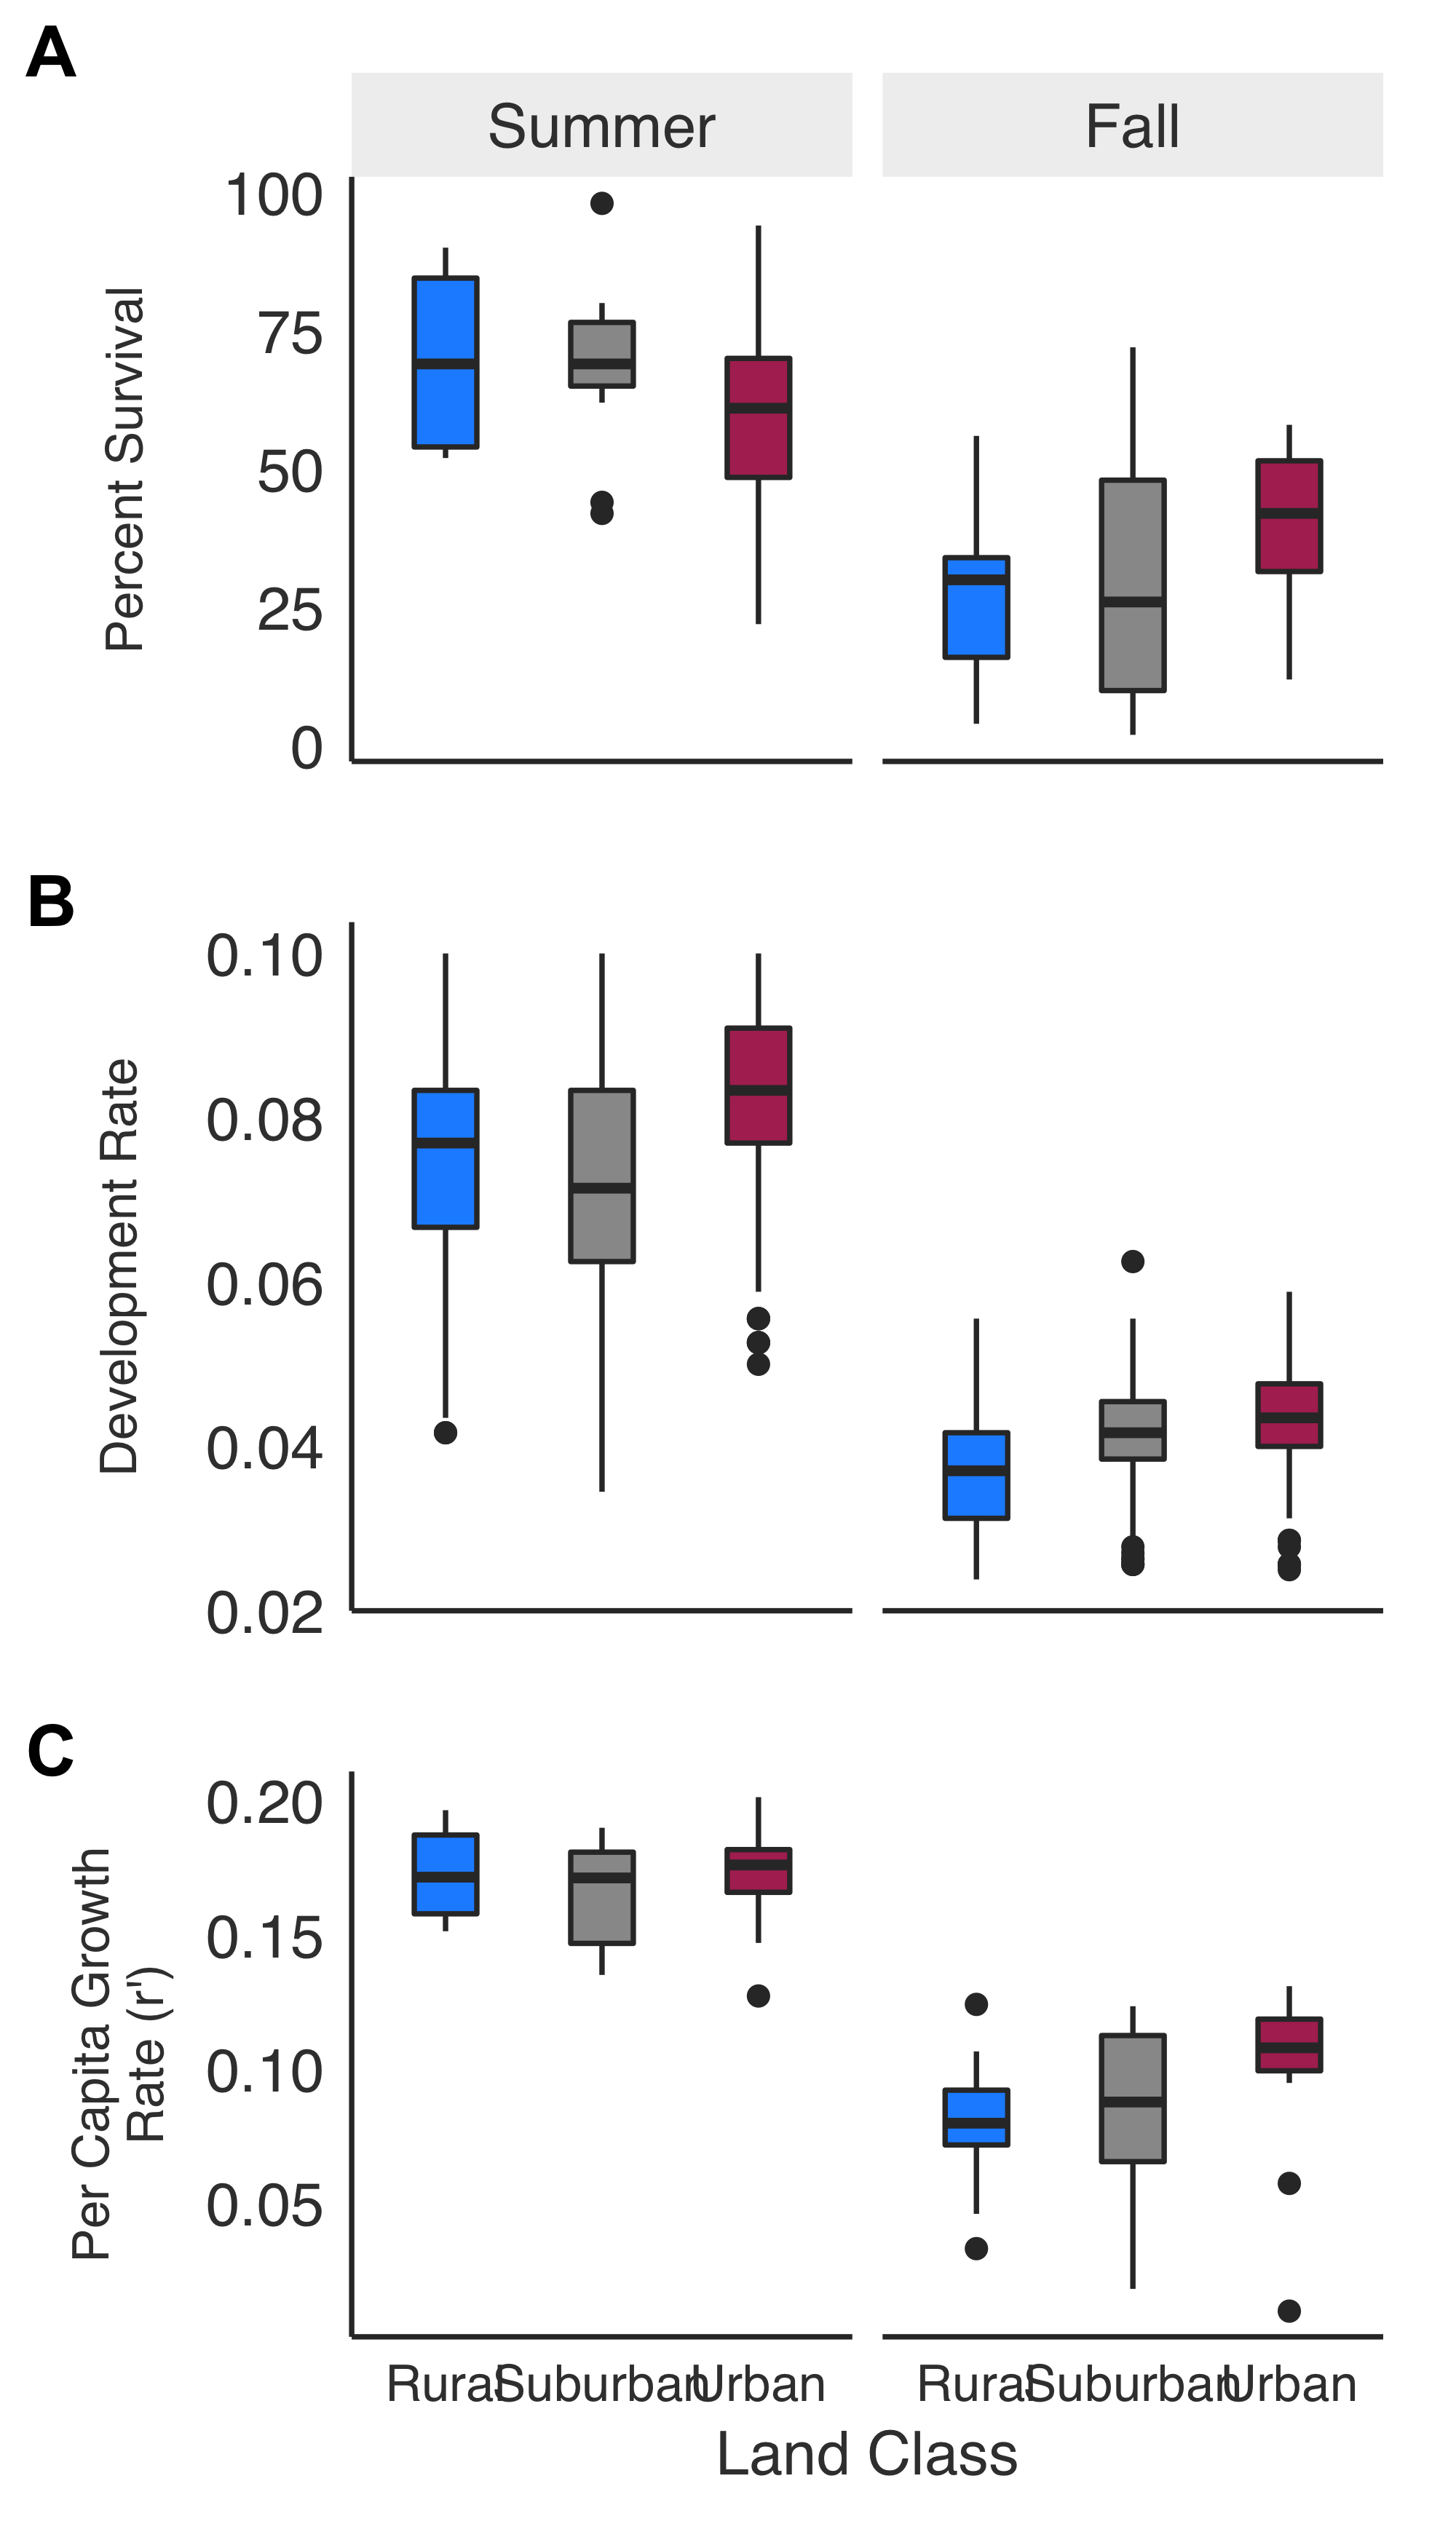 A
Summer
Fall
100
75
50
25
0
Percent Survival
B
0.10
0.08
0.06
0.04
0.02
Development Rate
C
0.20
0.15
0.10
0.05
Per Capita Growth
Rate (r')
Rural Suburban Urban
Rural Suburban Urban
Land Class